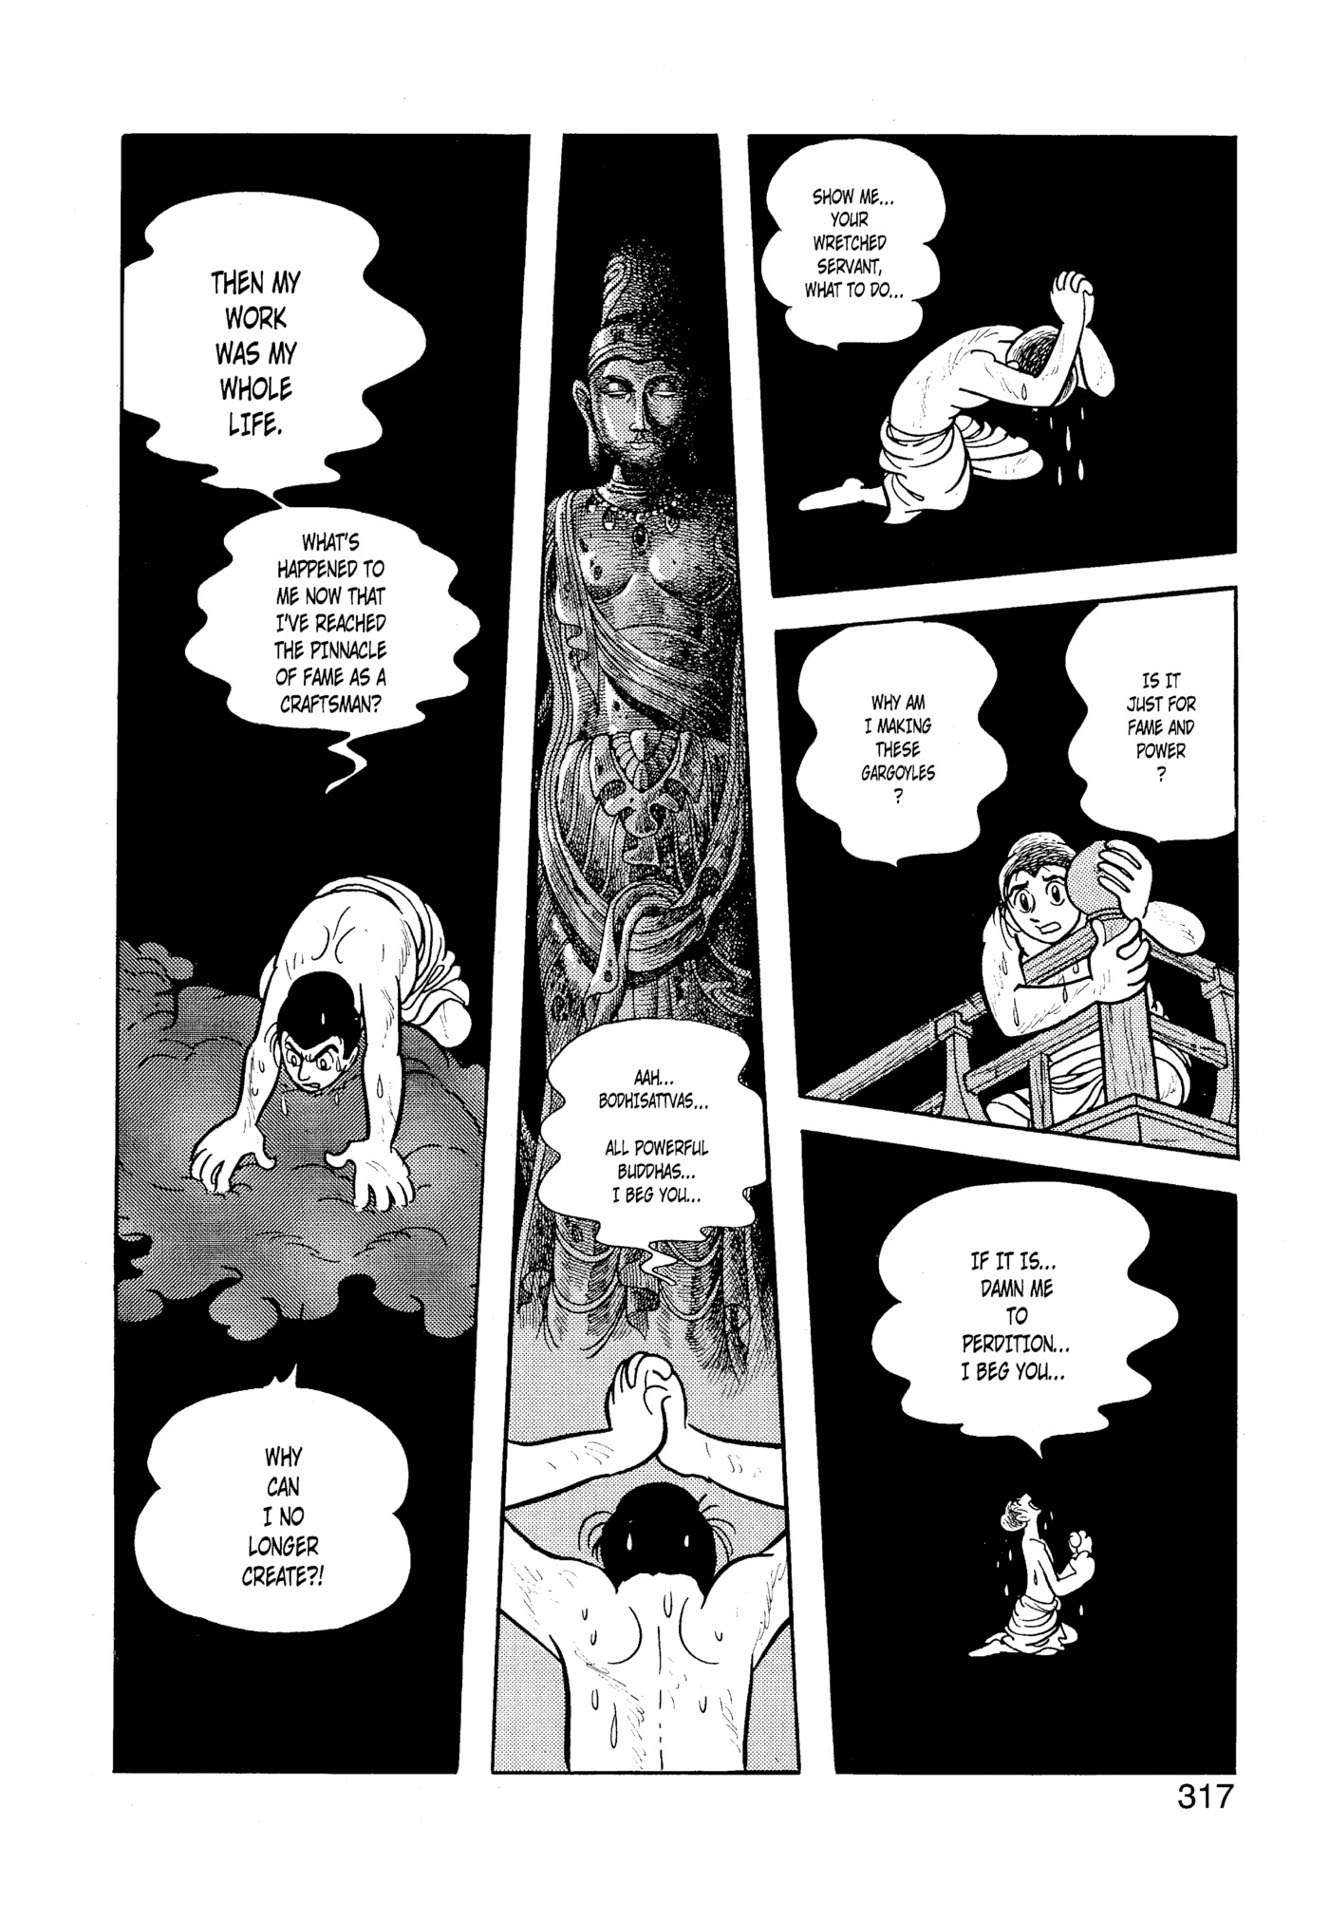 THEN MY
WORK
WAS MY
WHOLE
LIFE.
WHAT'S
HAPPENED TO
ME NOW THAT
I'VE REACHED
THE PINNACLE
OF FAME AS A
CRAFTSMAN?
WHY
CAN
I NO
LONGER
CREATE?!
AAH...
BODHISATTVAS...
ALL POWERFUL
BUDDHAS...
I BEG YOU...
SHOW ME...
YOUR
WRETCHED
SERVANT,
WHAT TO DO...
WHY AM
I MAKING
THESE
GARGOYLES
?
IS IT
JUST FOR
FAME AND
POWER
?
IF IT IS...
DAMN ME
TO
PERDITION...
I BEG YOU...
317